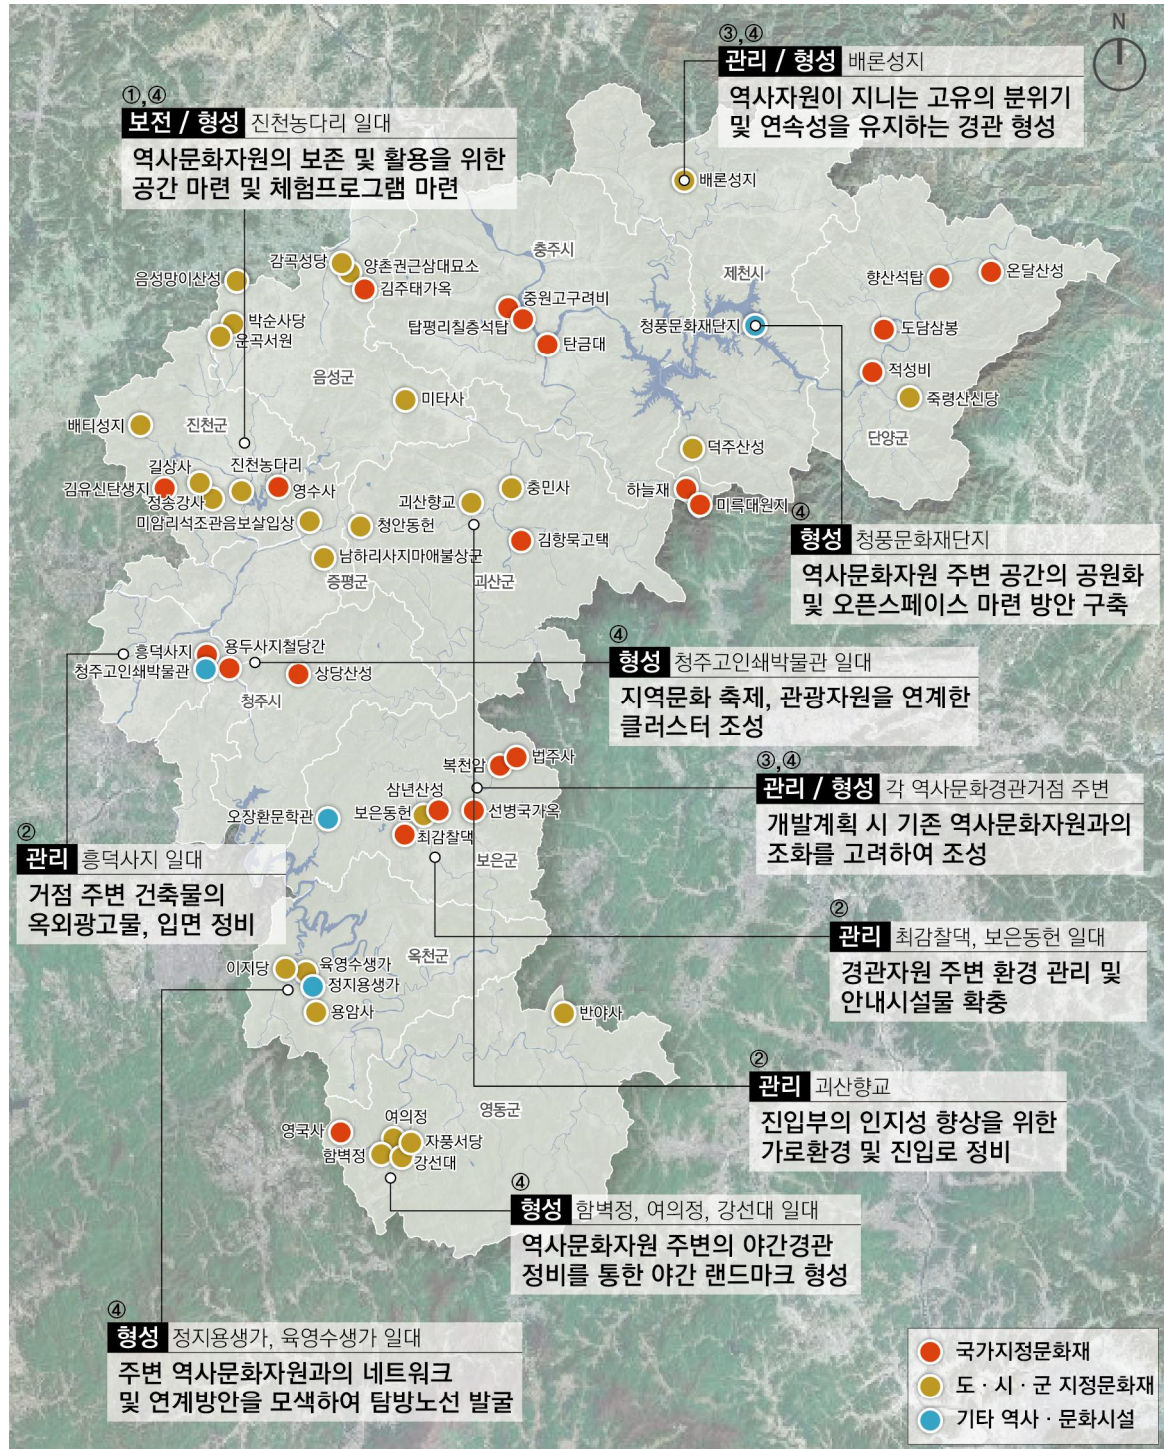 N
③,④
관리 / 형성 배론성지
역사자원이 지니는 고유의 분위기
및 연속성을 유지하는 경관 형성
①,④
보전 / 형성 진천농다리 일대
역사문화자원의 보존 및 활용을 위한
공간 마련 및 체험프로그램 마련
배론성지
충주시
감곡성당
양촌권근삼대묘소
음성망이산성
김주태가옥
제천시
향산석탑
온달산성
중원고구려비
박순사당
탑평리칠층석탑
청풍문화재단지
도담삼봉
운곡서원
탄금대
음성군
적성비
미타사
죽령산신당
배티성지
진천군
단양군
덕주산성
길상사
진천농다리
김유신탄생지
영수사
충민사
하늘재
정송강사
괴산향교
미륵대원지
미암리석조관음보살입상
청안동헌
김항묵고택
남하리사지마애불상군
증평군
괴산군
④
형성 청풍문화재단지
역사문화자원 주변 공간의 공원화
및 오픈스페이스 마련 방안 구축
흥덕사지
용두사지철당간
청주고인쇄박물관
상당산성
청주시
④
형성 청주고인쇄박물관 일대
지역문화 축제, 관광자원을 연계한
클러스터 조성
복천암
법주사
③,④
관리 / 형성 각 역사문화경관거점 주변
개발계획 시 기존 역사문화자원과의
조화를 고려하여 조성
삼년산성
오장환문학관
보은동헌
선병국가옥
최감찰댁
보은군
②
관리 흥덕사지 일대
거점 주변 건축물의
옥외광고물, 입면 정비
②
관리 최감찰댁, 보은동헌 일대
경관자원 주변 환경 관리 및
안내시설물 확충
옥천군
이지당
육영수생가
정지용생가
용암사
반야사
②
관리 괴산향교
진입부의 인지성 향상을 위한
가로환경 및 진입로 정비
영동군
여의정
영국사
자풍서당
함벽정
강선대
④
형성 함벽정, 여의정, 강선대 일대
역사문화자원 주변의 야간경관
정비를 통한 야간 랜드마크 형성
④
형성 정지용생가, 육영수생가 일대
주변 역사문화자원과의 네트워크
및 연계방안을 모색하여 탐방노선 발굴
국가지정문화재
도 · 시 · 군 지정문화재
기타 역사 · 문화시설